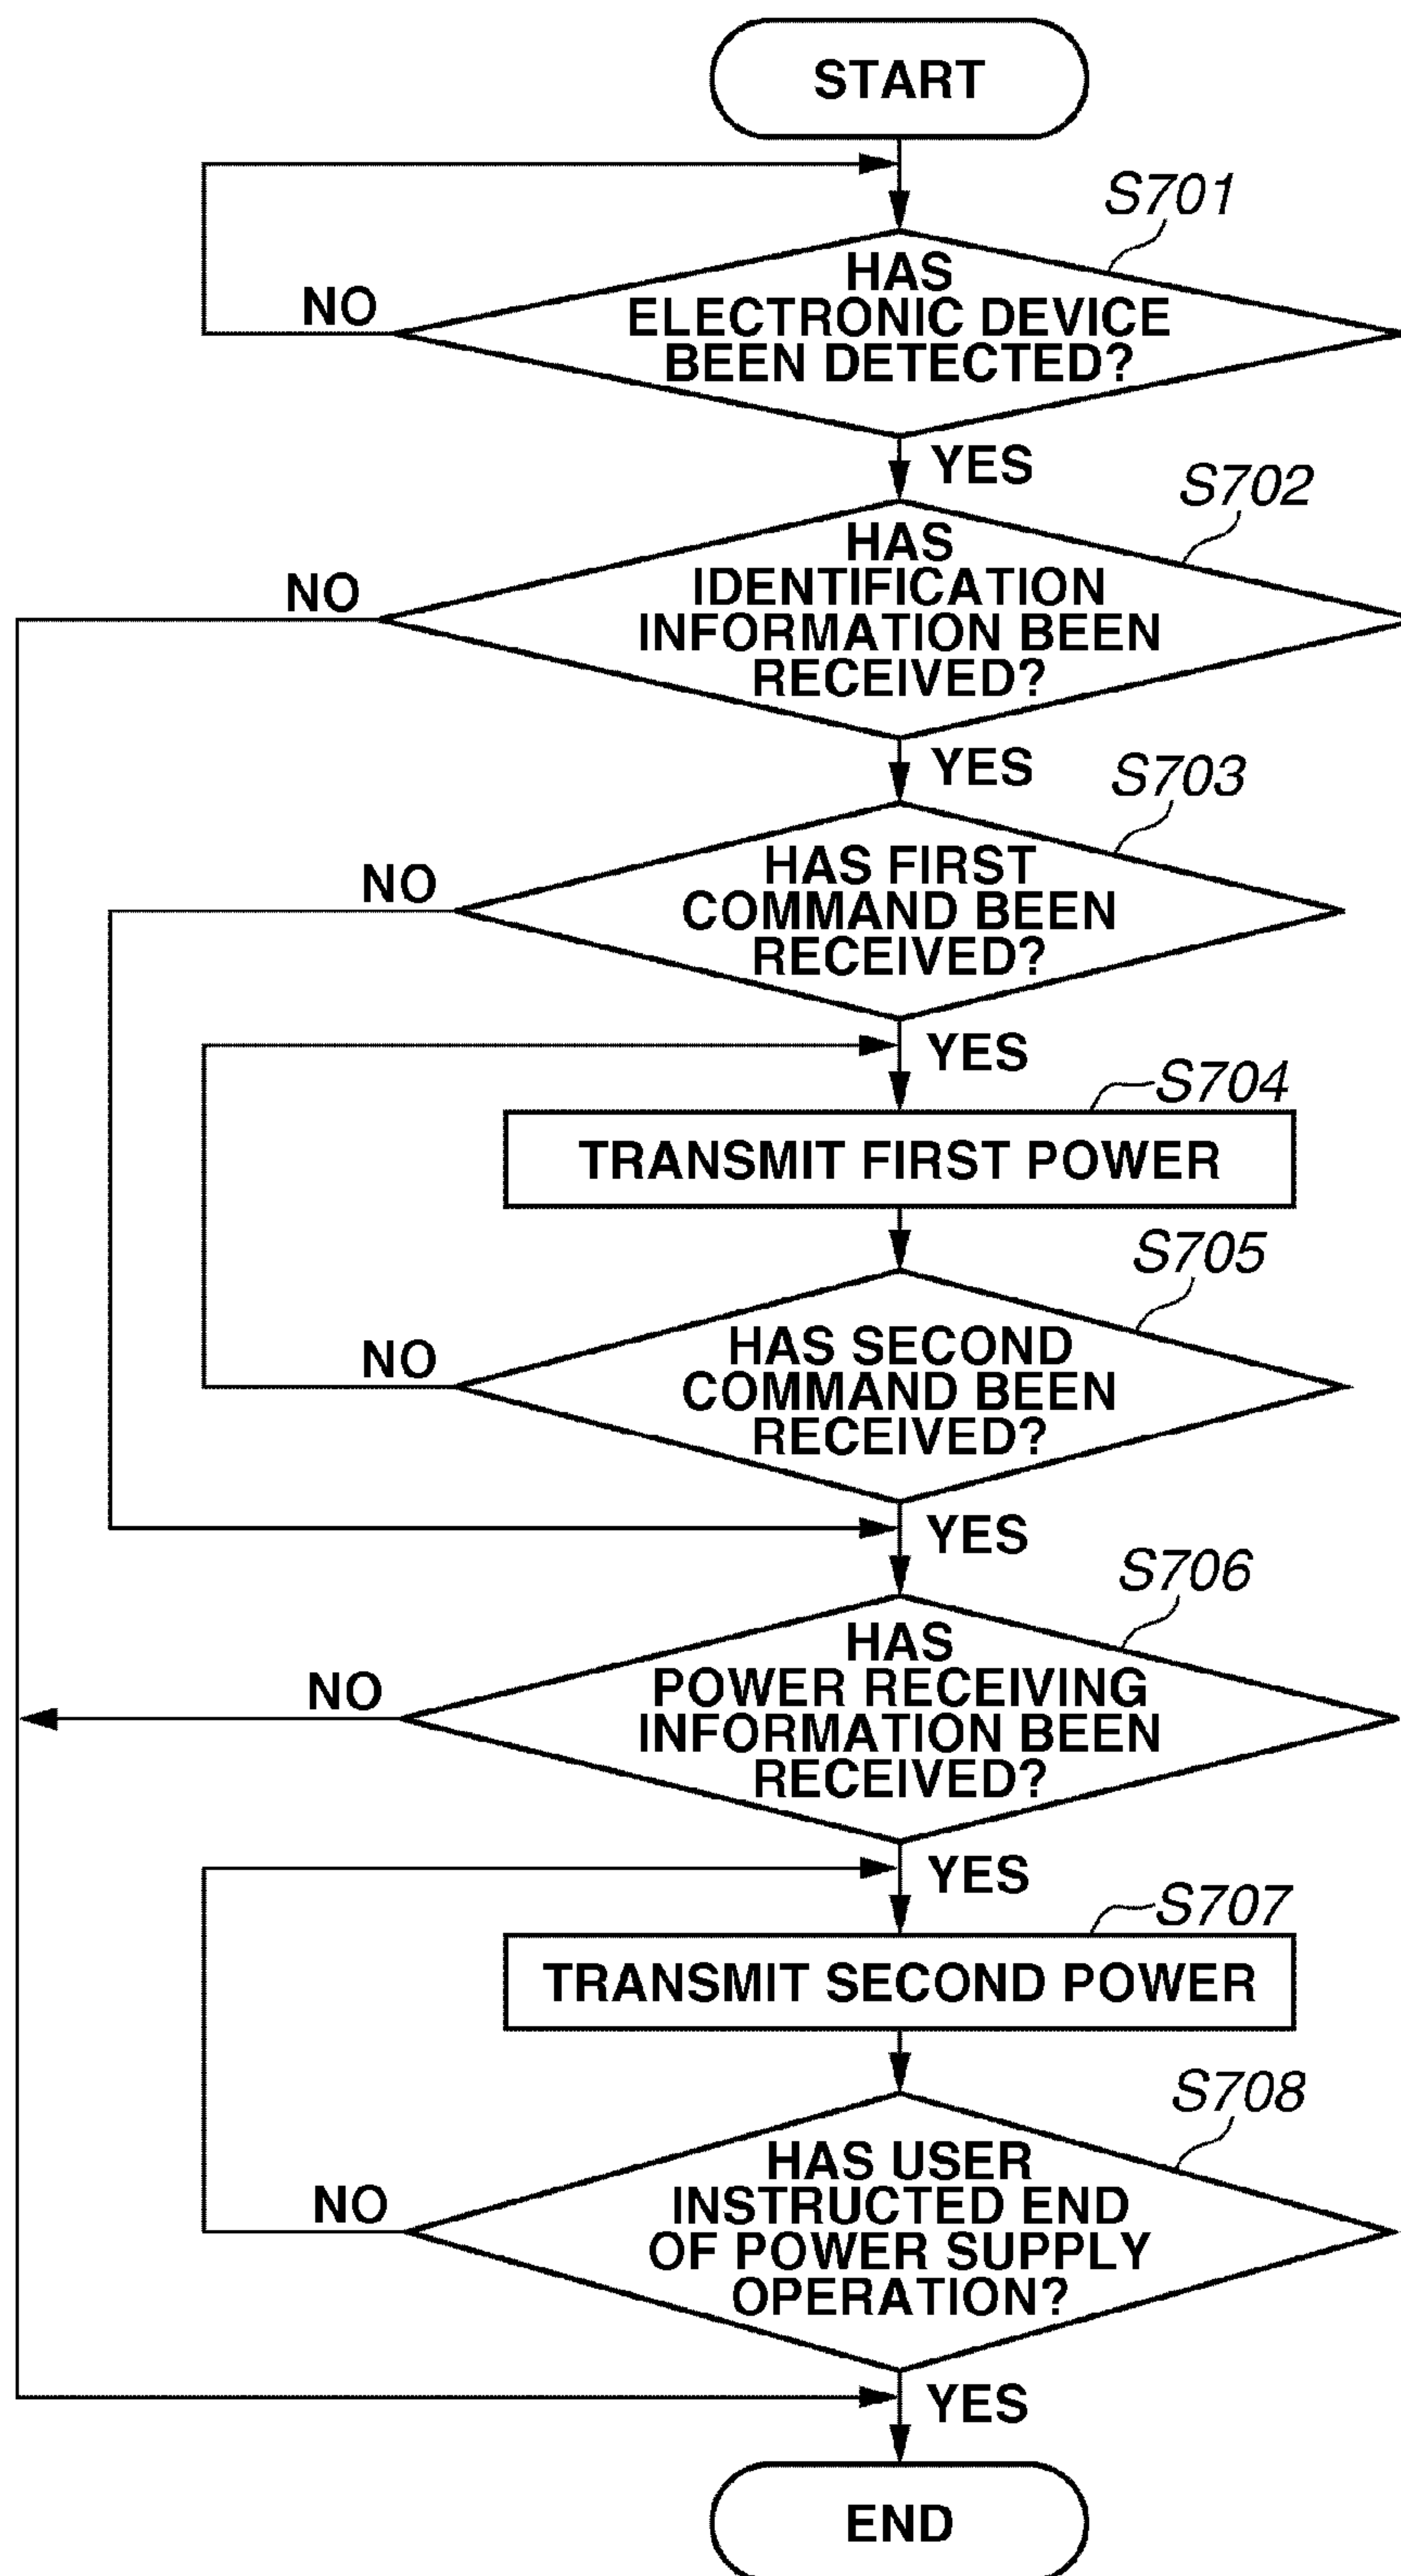 START
S701
HAS
ELECTRONIC DEVICE
BEEN DETECTED?
NO
YES
S702
HAS
IDENTIFICATION
INFORMATION BEEN
RECEIVED?
NO
YES
S703
HAS FIRST
COMMAND BEEN
RECEIVED?
NO
YES
S704
TRANSMIT FIRST POWER
S705
HAS SECOND
COMMAND BEEN
RECEIVED?
NO
YES
S706
HAS
POWER RECEIVING
INFORMATION BEEN
RECEIVED?
NO
YES
S707
TRANSMIT SECOND POWER
S708
HAS USER
INSTRUCTED END
OF POWER SUPPLY
OPERATION?
NO
YES
END